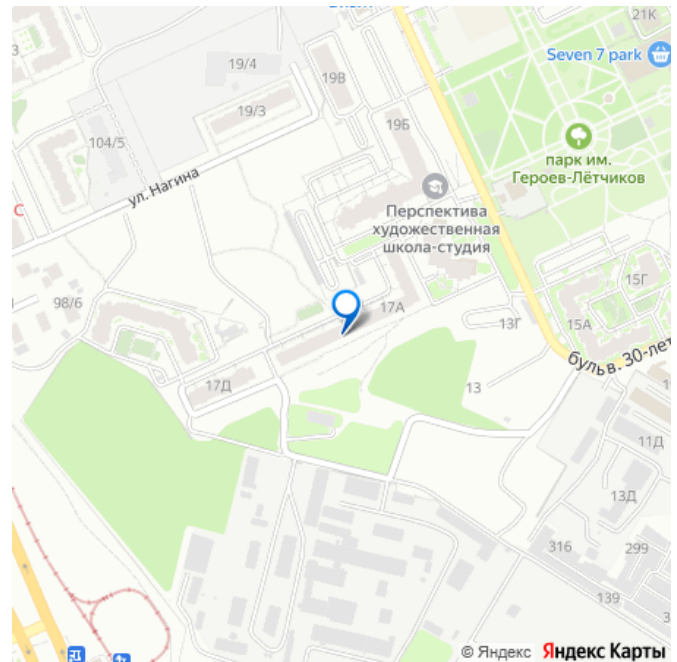 21К
19/4
19В
Seven 7 park
19/3
19Б
104/5
парк им.
Героев-Лётчиков
ул. Нагина
Перспектива
художественная
школа-студия
С
15Г
98/6
17А
13Г
15А
бульв. 30-лет
17Д
13
11Д
13Д
316
299
139
© Яндекс Яндекс Карты